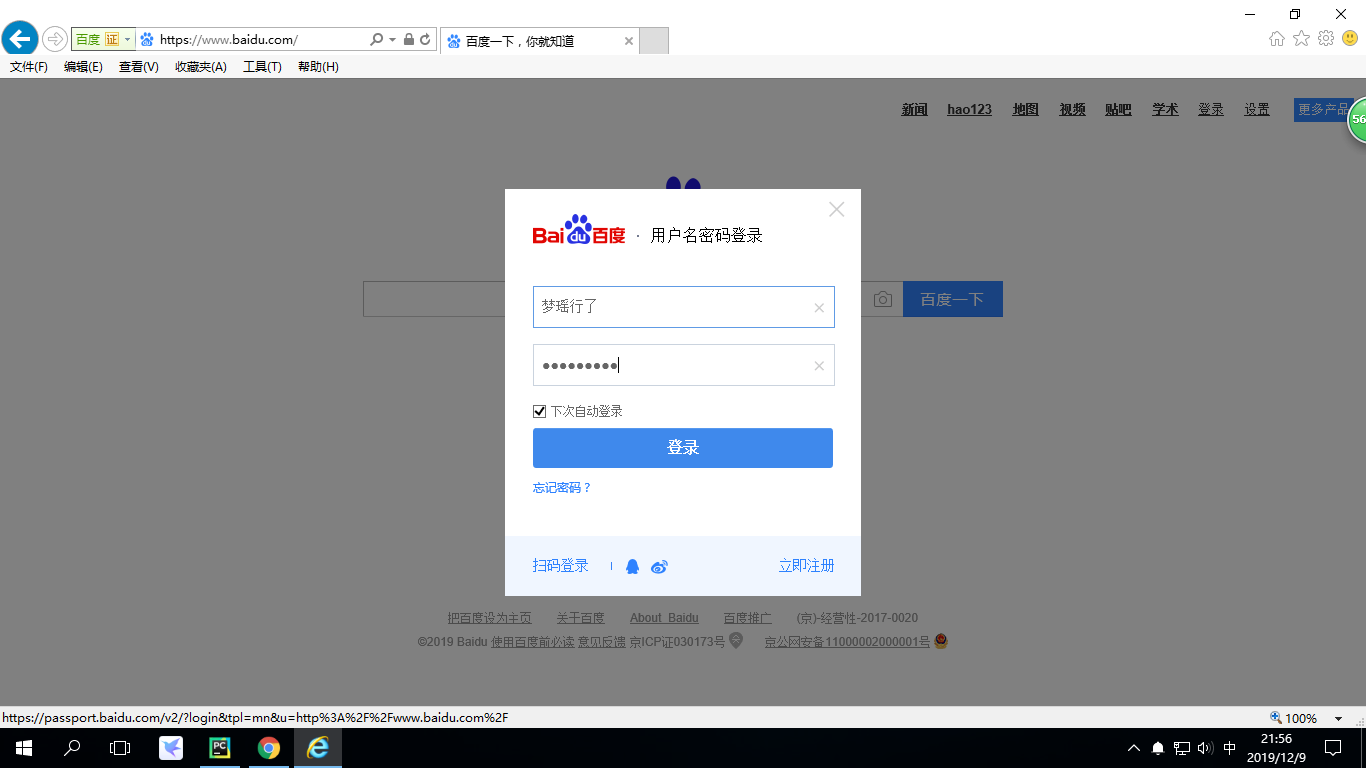 百度 证 https://www.baidu.com/ 百度一下，你就知道
文件(F) 编辑(E) 查看(V) 收藏夹(A) 工具(T) 帮助(H)
新闻 hao123 地图 视频 贴吧 学术 登录 设置 更多产品
56
Bai du 百度 · 用户名密码登录
梦瑶行了
百度一下
●●●●●●●●●
下次自动登录
登录
忘记密码？
扫码登录 立即注册
把百度设为主页 关于百度 About Baidu 百度推广 (京)-经营性-2017-0020
©2019 Baidu 使用百度前必读 意见反馈 京ICP证030173号 京公网安备11000002000001号
https://passport.baidu.com/v2/?login&tpl=mn&u=http%3A%2F%2Fwww.baidu.com%2F 100%
PC 中 21:56
2019/12/9